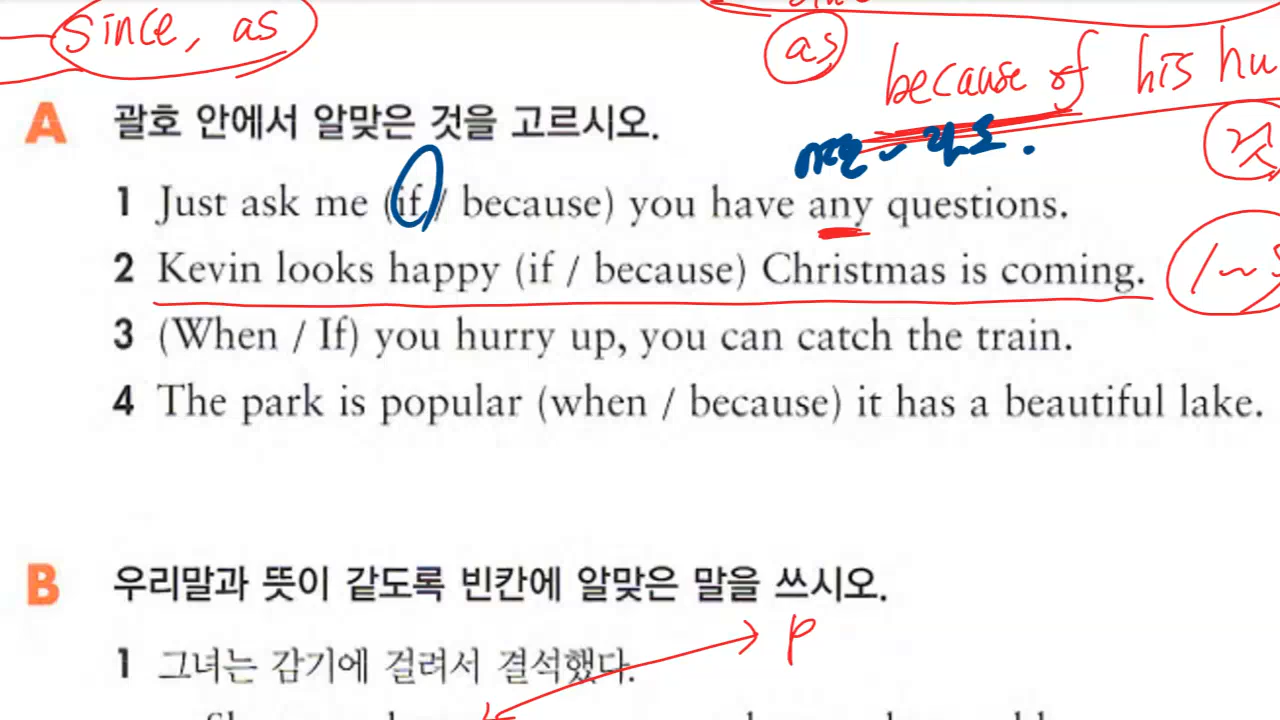 since, as
as
because of his hu
A 괄호 안에서 알맞은 것을 고르시오.
1 Just ask me (if / because) you have any questions.
2 Kevin looks happy (if / because) Christmas is coming.
3 (When / If) you hurry up, you can catch the train.
4 The park is popular (when / because) it has a beautiful lake.
B 우리말과 뜻이 같도록 빈칸에 알맞은 말을 쓰시오.
1 그녀는 감기에 걸려서 결석했다.
p